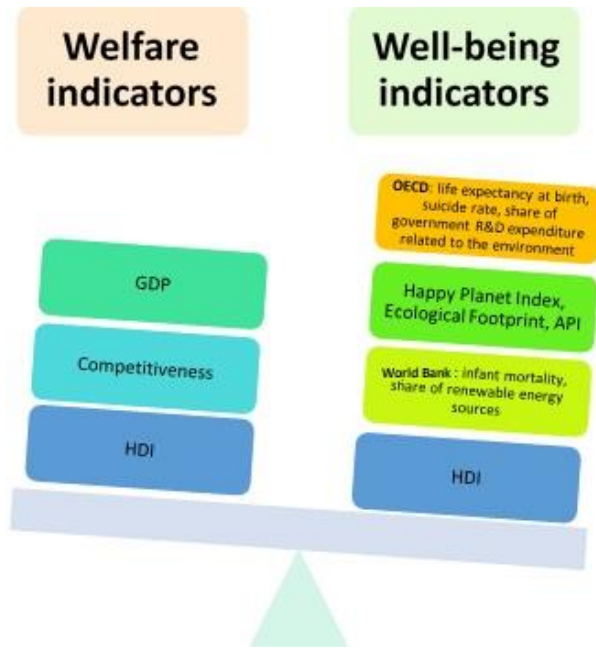 Welfare
indicators
Well-being
indicators
GDP
Competitiveness
HDI
OECD: life expectancy at birth,
suicide rate, share of
government R&D expenditure
related to the environment
Happy Planet Index,
Ecological Footprint, API
World Bank : infant mortality,
share of renewable energy
sources
HDI